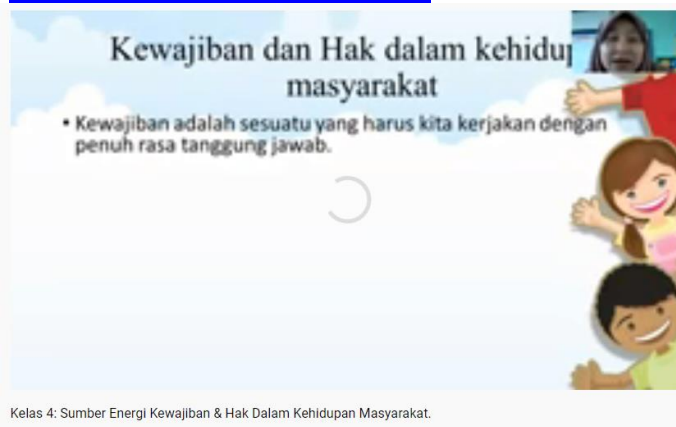 Kewajiban dan Hak dalam
masyarakat
• Kewajiban adalah sesuatu yang harus kita kerjakan dengan
penuh rasa tanggung jawab.
Kelas 4: Sumber Energi Kewajiban & Hak Dalam Kehidupan Masyarakat.